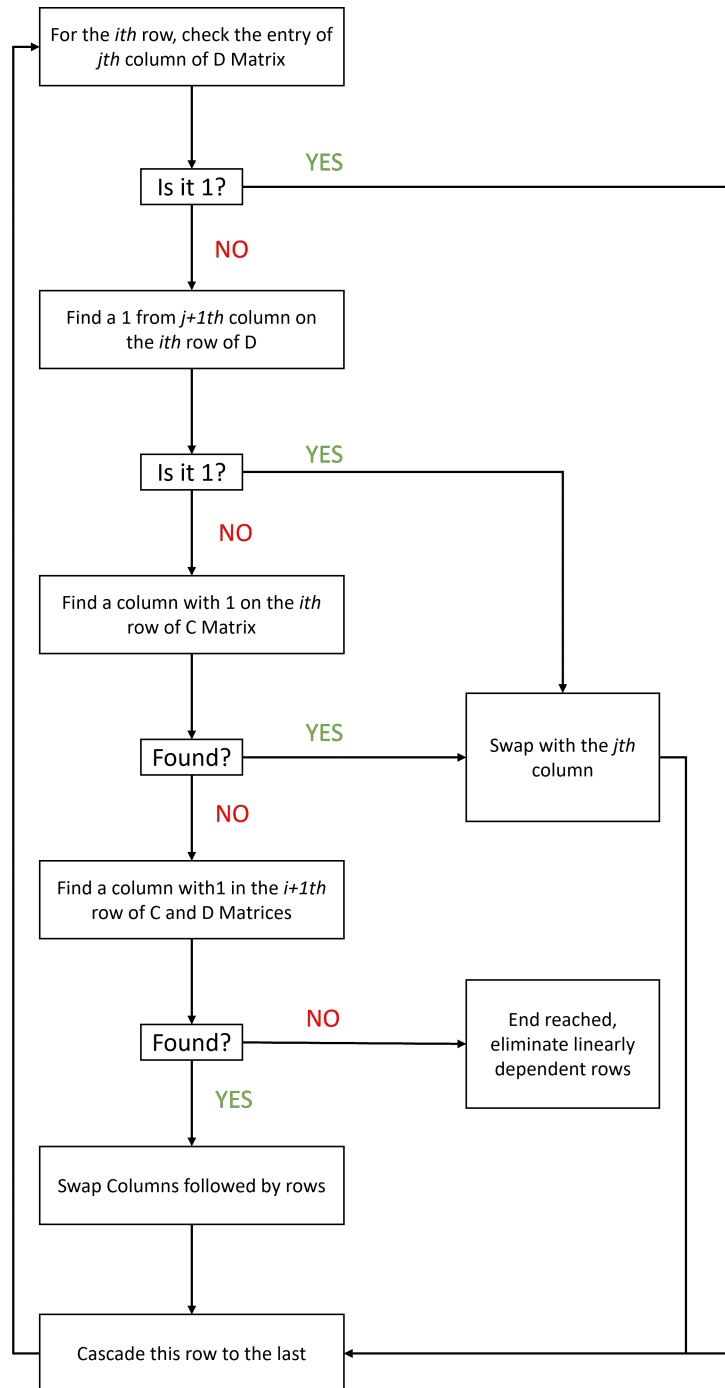 For the ith row, check the entry of
jth column of D Matrix
YES
Is it 1?
NO
Find a 1 from j+1th column on
the ith row of D
YES
Is it 1?
NO
Find a column with 1 on the ith
row of C Matrix
YES
Found?
Swap with the jth
column
NO
Find a column with1 in the i+1th
row of C and D Matrices
NO
Found?
End reached,
eliminate linearly
dependent rows
YES
Swap Columns followed by rows
Cascade this row to the last